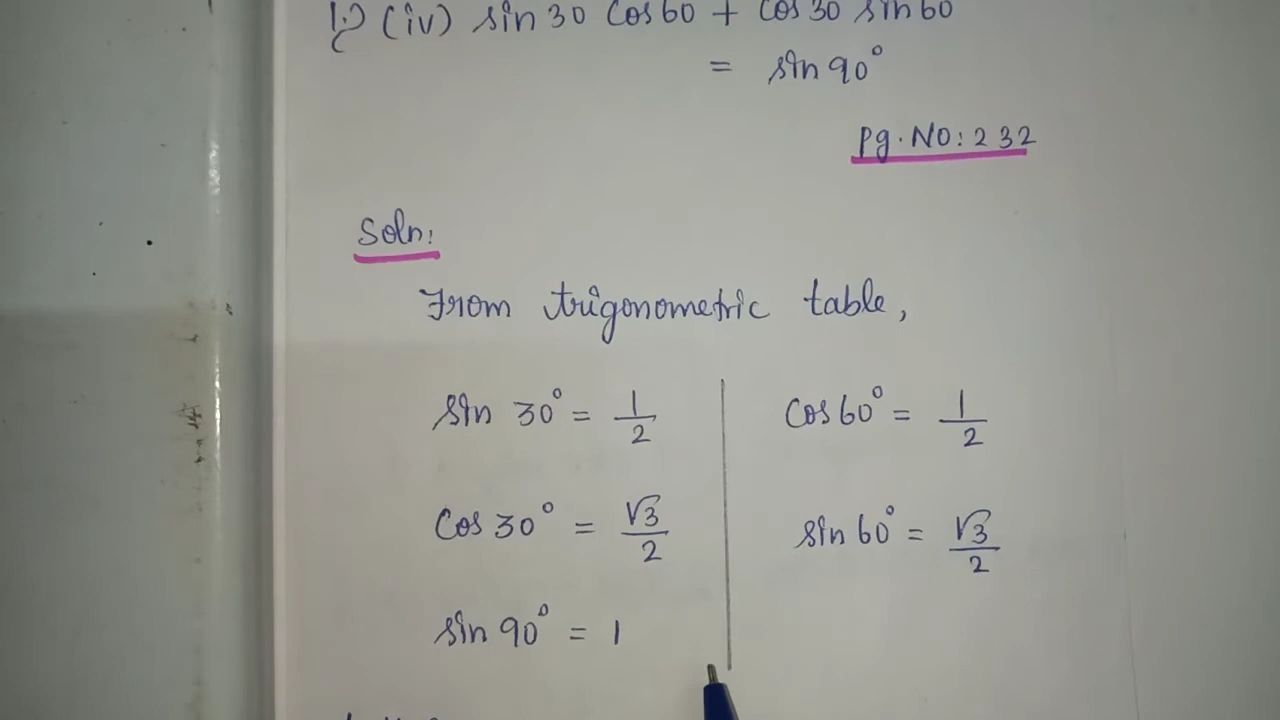 1.) (iv) sin 30 cos 60 + cos 30 sin 60
= sin 90°
Pg. No: 232
Soln:
From trigonometric table,
sin 30° = 1/2
cos 60° = 1/2
cos 30° = √3/2
sin 60° = √3/2
sin 90° = 1